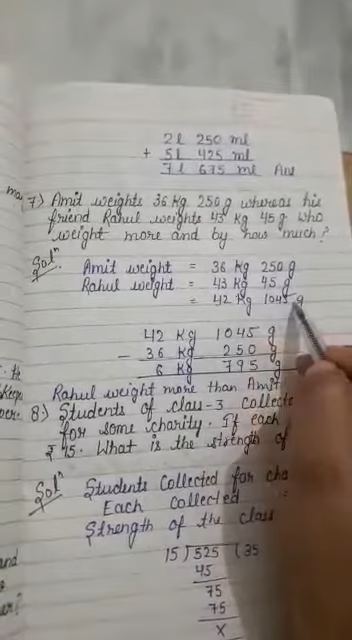 2l 250 ml
+ 5l 425 ml
7l 675 ml Ans
7) Amit weights 36 Kg 250 g whereas his
friend Rahul weights 43 Kg 45 g Who
weight more and by how much?
Solⁿ.
Amit weight = 36 Kg 250 g
Rahul weight = 43 Kg 45 g
= 42 Kg 1045 g
42 Kg 1045 g
- 36 Kg 250 g
6 Kg 795 g
Rahul weight more than Amit
8) Students of class-3 collecte
for some charity. If each
₹ 15. What is the strength of
Solⁿ
Students Collected for cha
Each collected =
Strength of the class
15 ) 525 ( 35
45
75
75
x